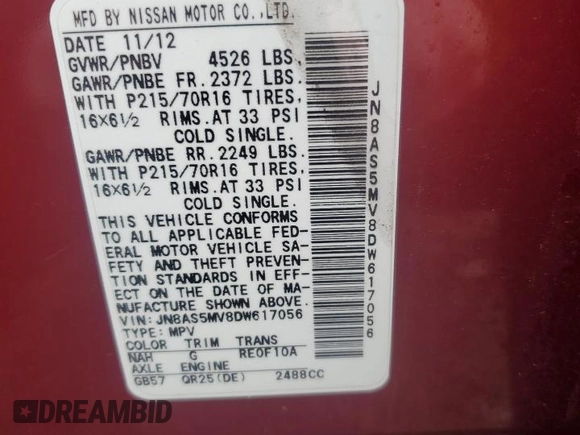 MFD BY NISSAN MOTOR CO.,LTD.
DATE 11/12
GVWR/PNBV 4526 LBS.
GAWR/PNBE FR. 2372 LBS.
WITH P215/70R16 TIRES,
16×6½ RIMS. AT 33 PSI
COLD SINGLE.
GAWR/PNBE RR. 2249 LBS.
WITH P215/70R16 TIRES,
16×6½ RIMS. AT 33 PSI
COLD SINGLE.
THIS VEHICLE CONFORMS
TO ALL APPLICABLE FED-
ERAL MOTOR VEHICLE SA-
FETY AND THEFT PREVEN-
TION STANDARDS IN EFF-
ECT ON THE DATE OF MA-
NUFACTURE SHOWN ABOVE.
VIN: JN8AS5MV8DW617056
TYPE: MPV
COLOR TRIM TRANS
NAH G RE0F10A
AXLE ENGINE
GB57 QR25(DE) 2488CC
JN8AS5MV8DW617056
DREAMBID